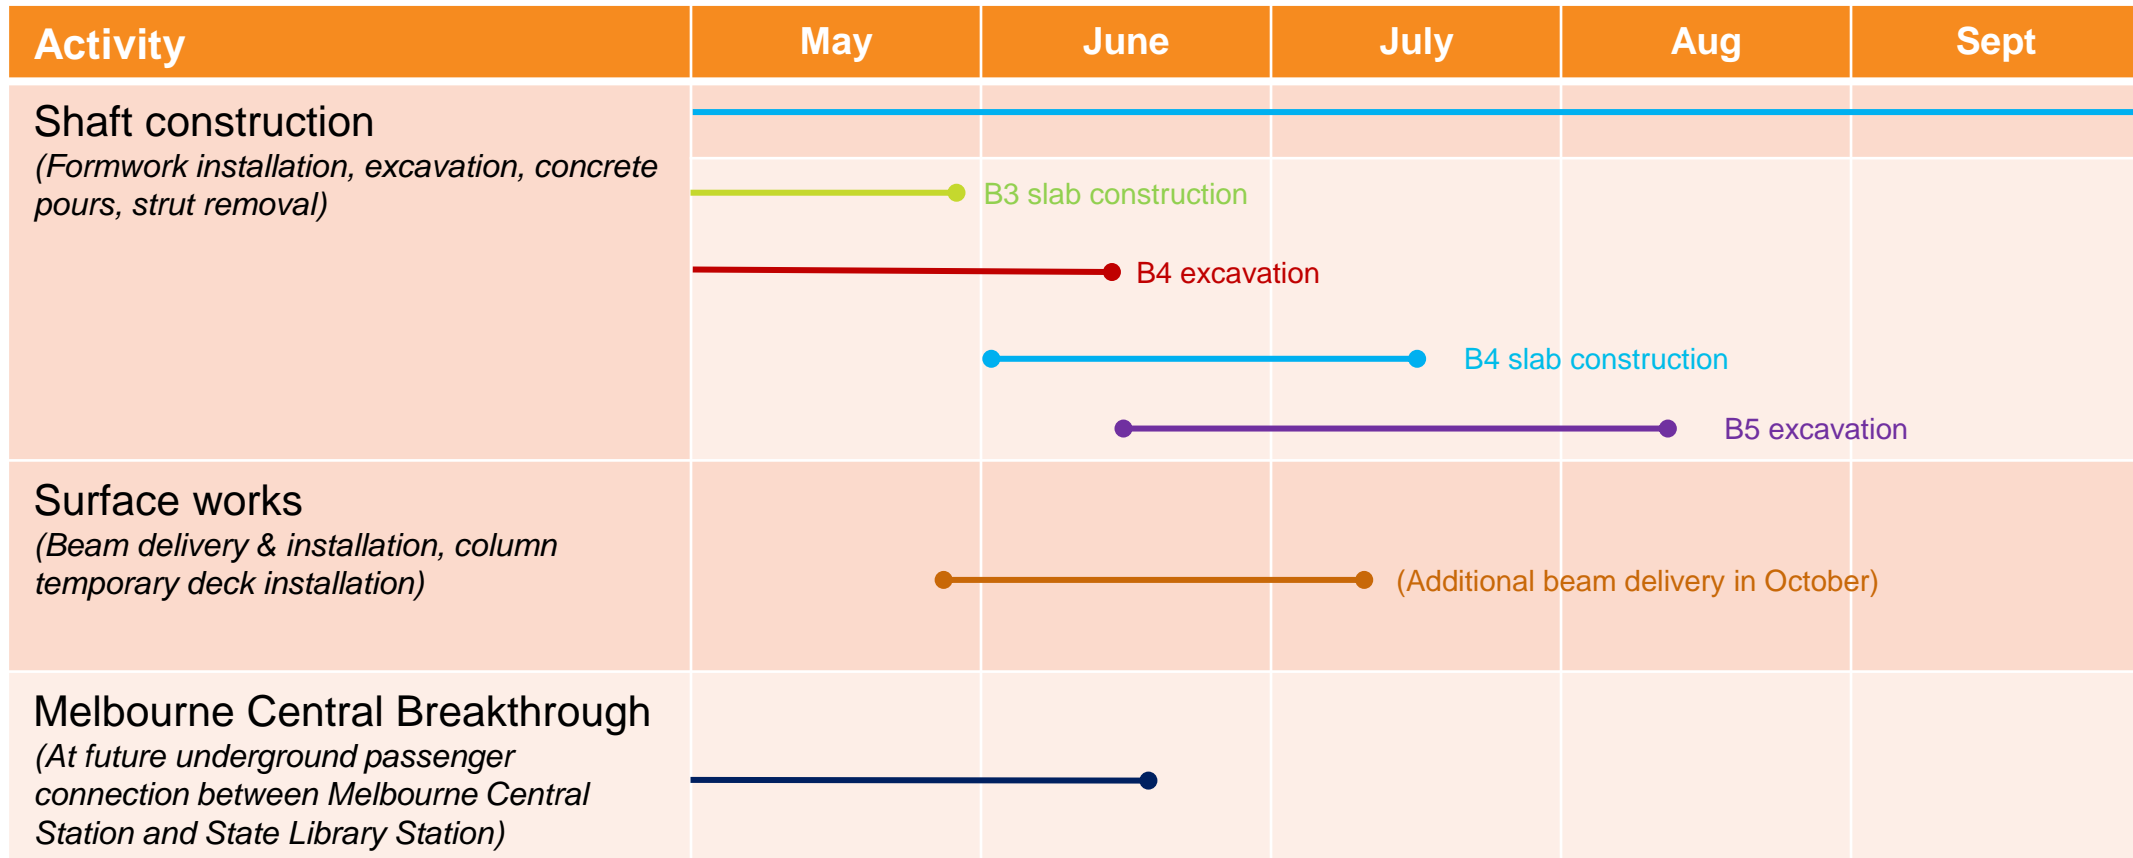 Activity May June July Aug Sept
Shaft construction
(Formwork installation, excavation, concrete
pours, strut removal)
B3 slab construction
B4 excavation
B4 slab construction
B5 excavation
Surface works
(Beam delivery & installation, column
temporary deck installation)
(Additional beam delivery in October)
Melbourne Central Breakthrough
(At future underground passenger
connection between Melbourne Central
Station and State Library Station)